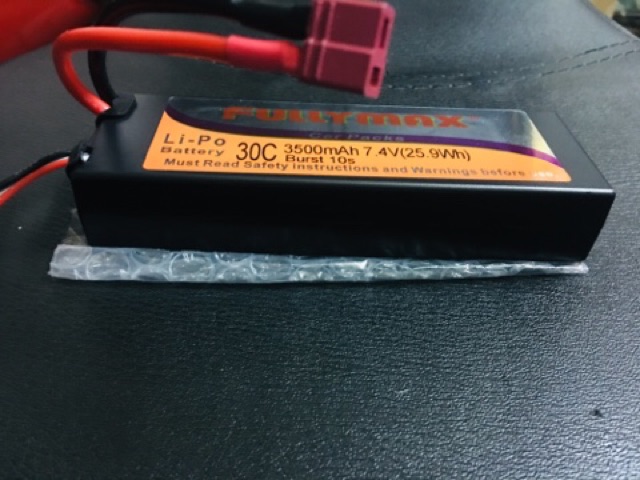 FULLYMAX
Car Packs
Li-Po
Battery
30C
3500mAh 7.4V(25.9Wh)
Burst 10s
Must Read Safety Instructions and Warnings before